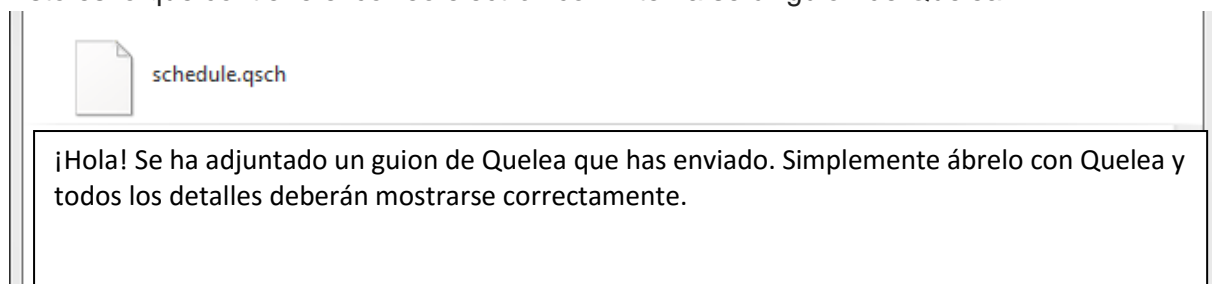 schedule.qsch
¡Hola! Se ha adjuntado un guion de Quelea que has enviado. Simplemente ábrelo con Quelea y
todos los detalles deberán mostrarse correctamente.